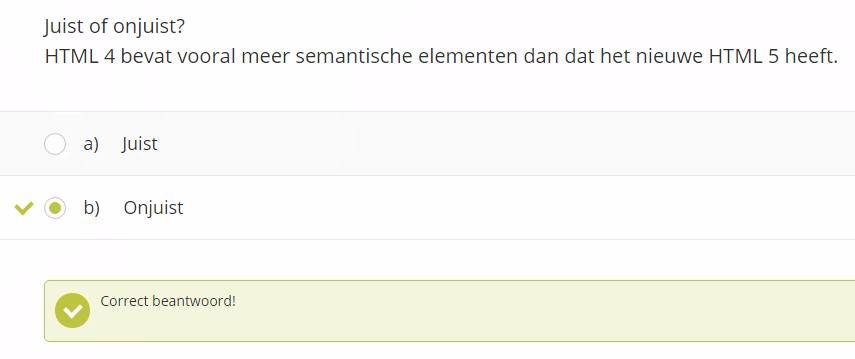 Juist of onjuist?
HTML 4 bevat vooral meer semantische elementen dan dat het nieuwe HTML 5 heeft.
a) Juist
b) Onjuist
Correct beantwoord!